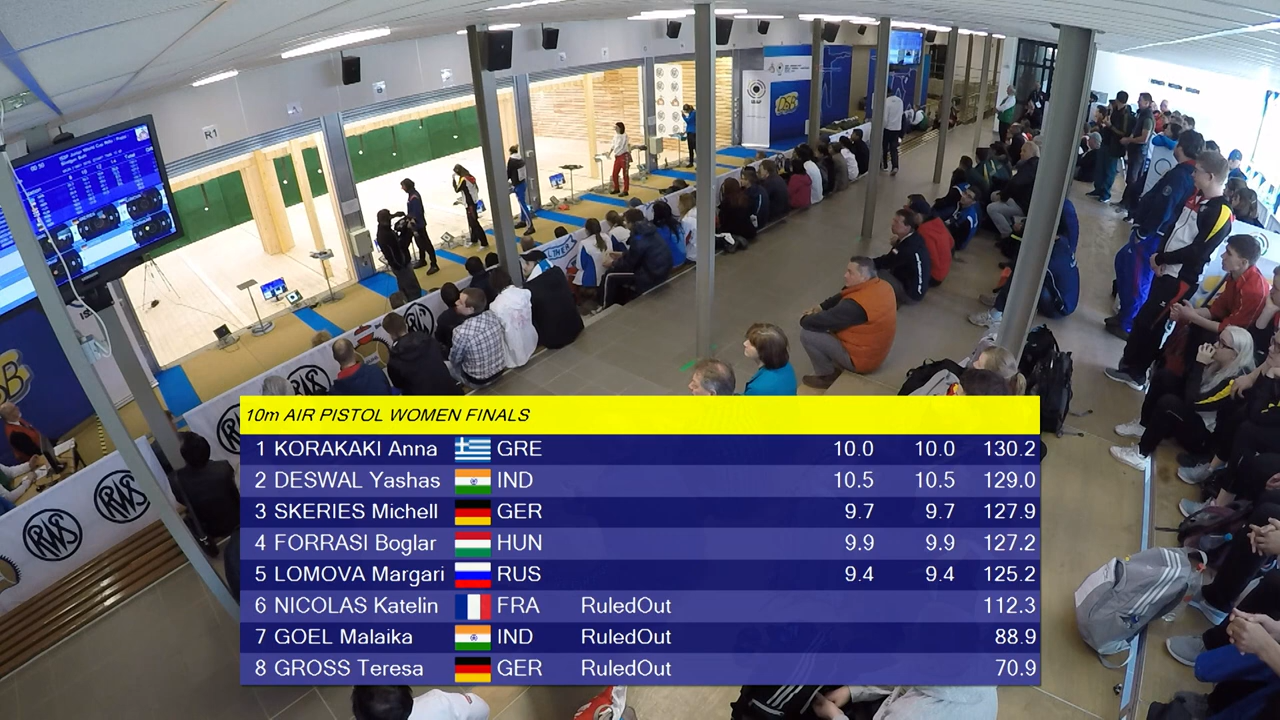 R1
DSB
RWS
RWS
RWS
RWS
RWS
10m AIR PISTOL WOMEN FINALS
1 KORAKAKI Anna GRE 10.0 10.0 130.2
2 DESWAL Yashas IND 10.5 10.5 129.0
3 SKERIES Michell GER 9.7 9.7 127.9
4 FORRASI Boglar HUN 9.9 9.9 127.2
5 LOMOVA Margari RUS 9.4 9.4 125.2
6 NICOLAS Katelin FRA RuledOut 112.3
7 GOEL Malaika IND RuledOut 88.9
8 GROSS Teresa GER RuledOut 70.9